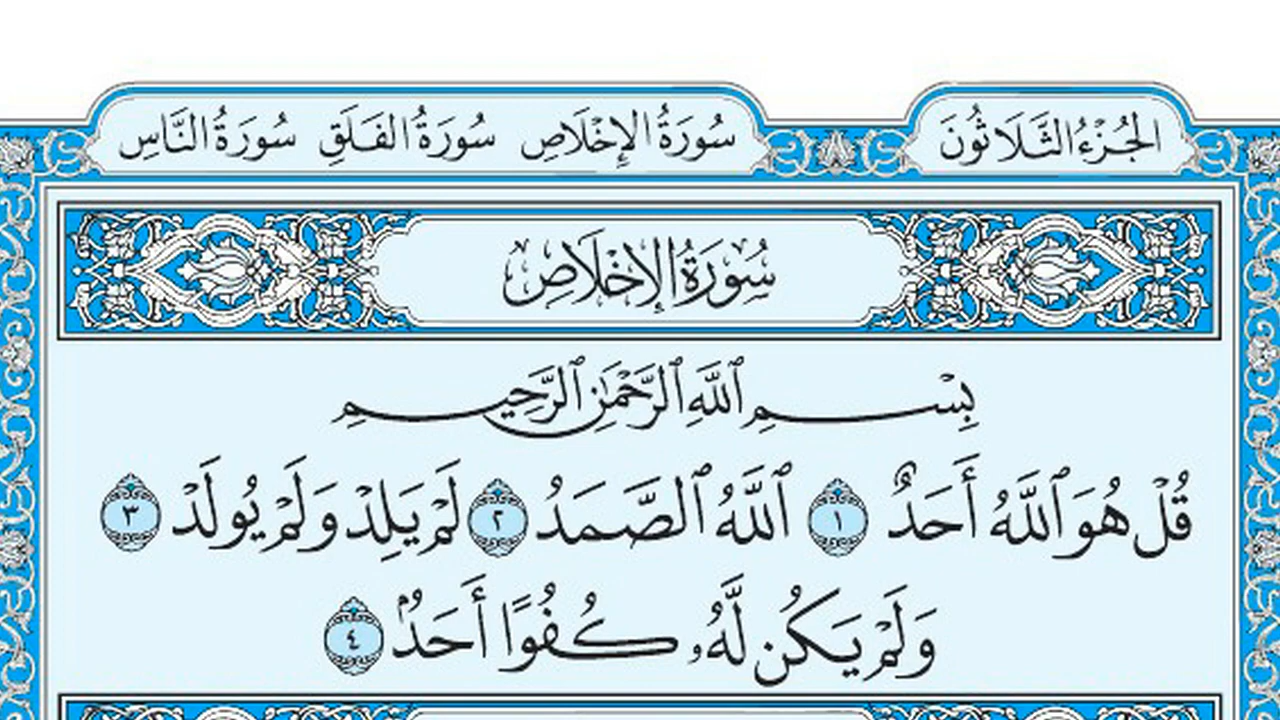 الجُزْءُ الثَّلَاثُونَ
سُورَةُ الإِخْلَاصِ سُورَةُ الفَلَقِ سُورَةُ النَّاسِ
سُورَةُ الإِخْلَاصِ
بِسْمِ ٱللَّهِ ٱلرَّحْمَٰنِ ٱلرَّحِيمِ
قُلْ هُوَ ٱللَّهُ أَحَدٌ ١ ٱللَّهُ ٱلصَّمَدُ ٢ لَمْ يَلِدْ وَلَمْ يُولَدْ ٣
وَلَمْ يَكُن لَّهُۥ كُفُوًا أَحَدٌۢ ٤